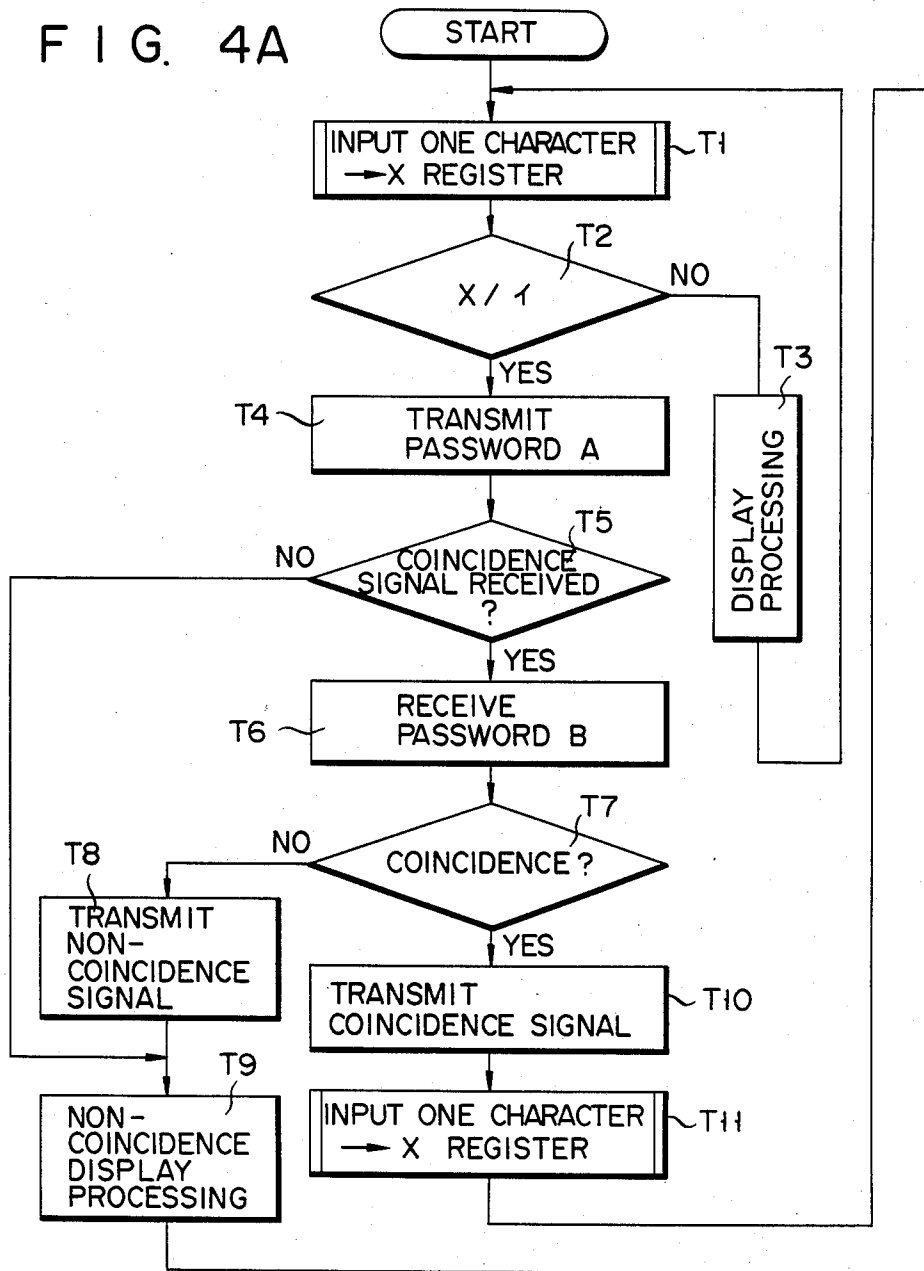 F I G. 4A
START
INPUT ONE CHARACTER
→ X REGISTER
T1
T2
X / イ
NO
YES
T3
DISPLAY
PROCESSING
T4
TRANSMIT
PASSWORD A
T5
COINCIDENCE
SIGNAL RECEIVED
?
NO
YES
T6
RECEIVE
PASSWORD B
T7
COINCIDENCE?
NO
YES
T8
TRANSMIT
NON-
COINCIDENCE
SIGNAL
T10
TRANSMIT
COINCIDENCE SIGNAL
T9
NON-
COINCIDENCE
DISPLAY
PROCESSING
T11
INPUT ONE CHARACTER
→ X REGISTER